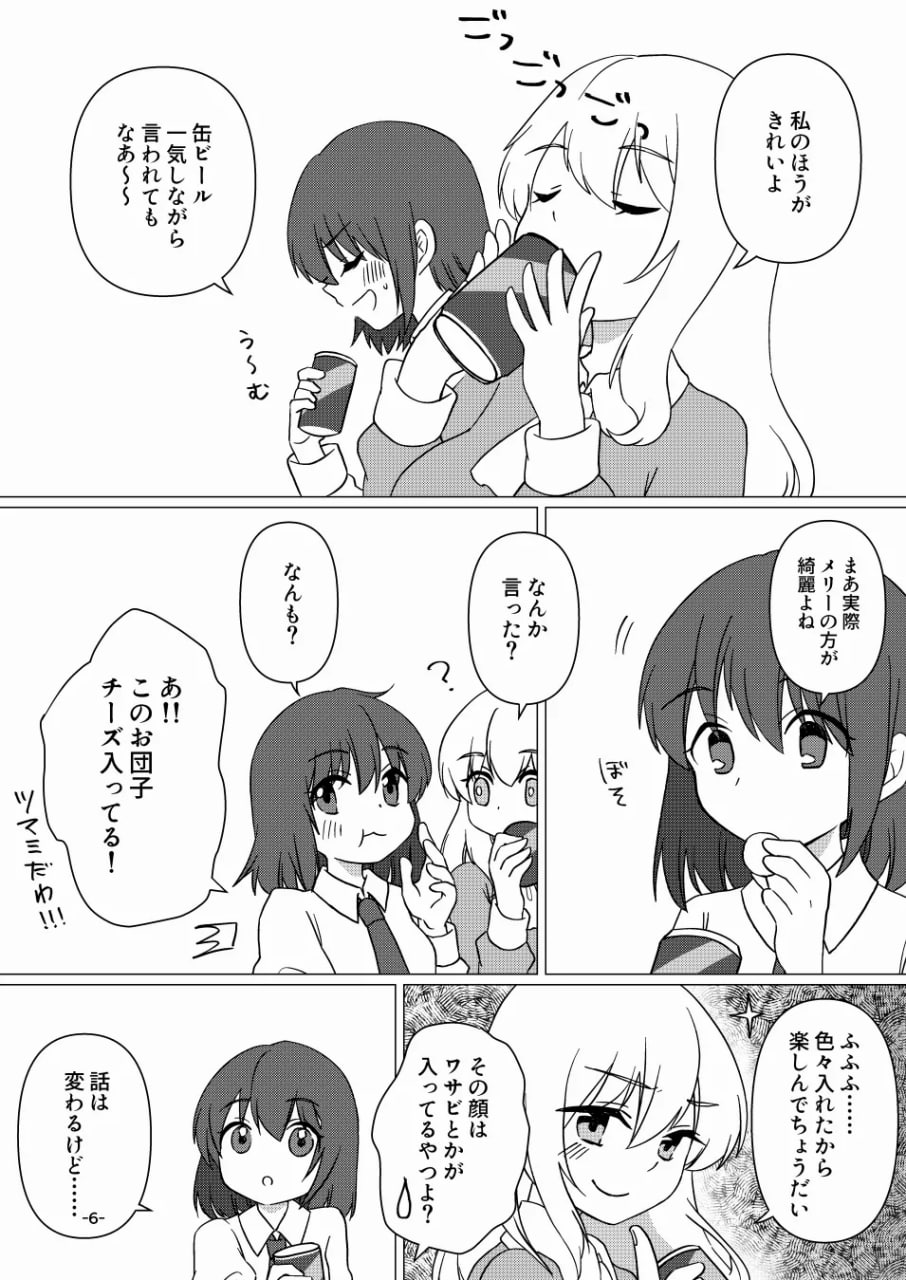 私のほうが
きれいよ
ごっごっごっ
缶ビール
一気しながら
言われても
なあ〜〜
う〜む
まあ実際
メリーの方が
綺麗よね
ぼそ
なんか
言った?
?
なんも?
あ!!
このお団子
チーズ入ってる!
ツマミだわ!!!
ふふふ……
色々入れたから
楽しんでちょうだい
その顔は
ワサビとかが
入ってるやつよ?
話は
変わるけど……
-6-